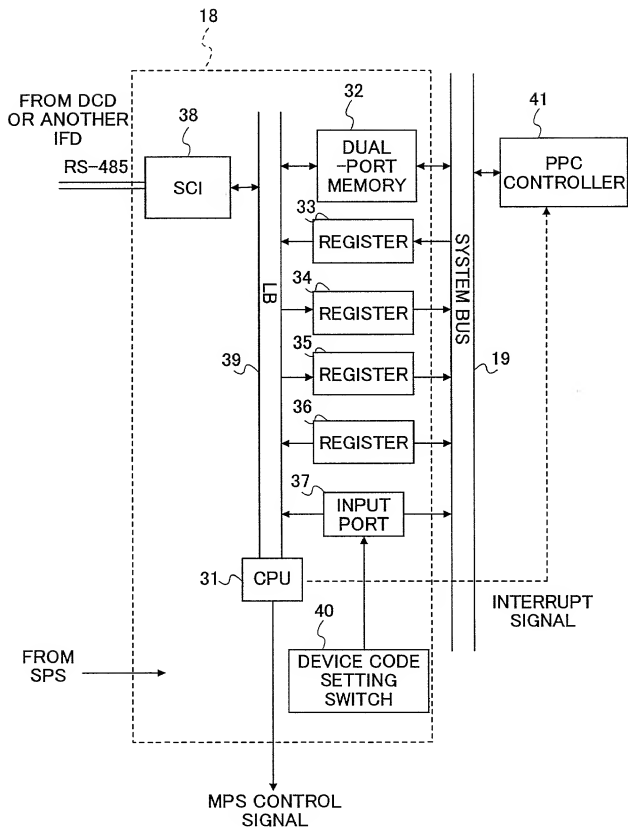 18
FROM DCD
OR ANOTHER
IFD
RS-485
38
SCI
32
DUAL
-PORT
MEMORY
41
PPC
CONTROLLER
33
REGISTER
LB
SYSTEM BUS
34
REGISTER
35
REGISTER
39
19
36
REGISTER
37
INPUT
PORT
31
CPU
INTERRUPT
SIGNAL
40
DEVICE CODE
SETTING
SWITCH
FROM
SPS
MPS CONTROL
SIGNAL